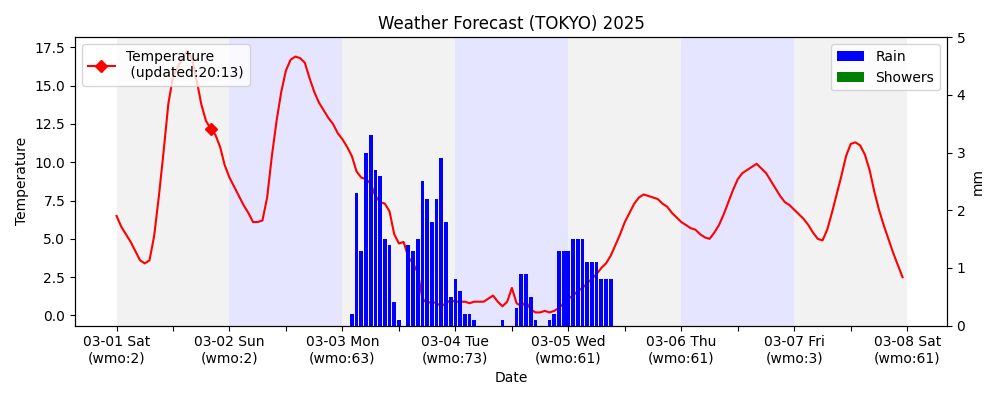 Weather Forecast (TOKYO) 2025
Temperature
(updated:20:13)
Rain
Showers
17.5
15.0
12.5
10.0
7.5
5.0
2.5
0.0
Temperature
5
4
3
2
1
0
mm
03-01 Sat
(wmo:2)
03-02 Sun
(wmo:2)
03-03 Mon
(wmo:63)
03-04 Tue
(wmo:73)
03-05 Wed
(wmo:61)
03-06 Thu
(wmo:61)
03-07 Fri
(wmo:3)
03-08 Sat
(wmo:61)
Date